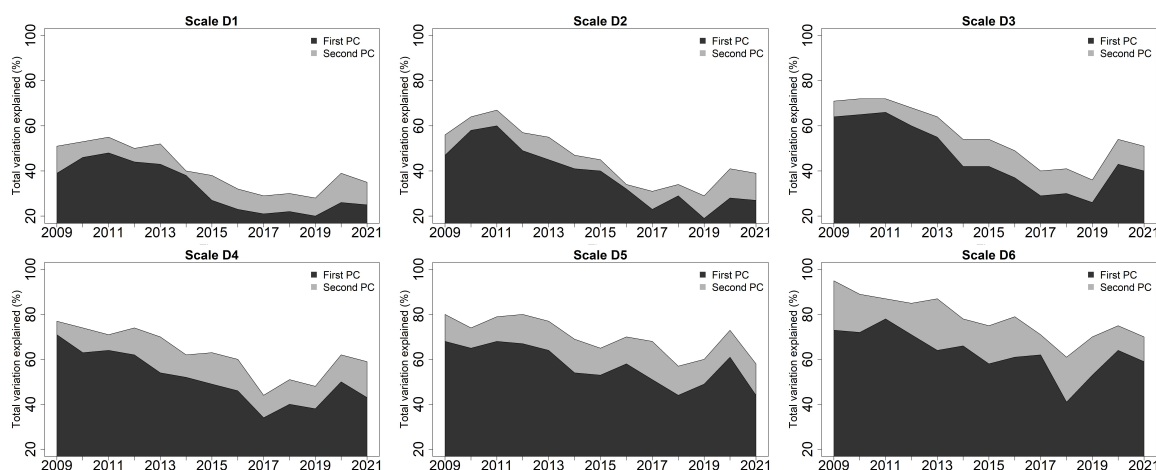 Scale D1
Total variation explained (%)
100
80
60
40
20
First PC
Second PC
2009 2011 2013 2015 2017 2019 2021
Scale D2
Total variation explained (%)
100
80
60
40
20
First PC
Second PC
2009 2011 2013 2015 2017 2019 2021
Scale D3
Total variation explained (%)
100
80
60
40
20
First PC
Second PC
2009 2011 2013 2015 2017 2019 2021
Scale D4
Total variation explained (%)
100
80
60
40
20
First PC
Second PC
2009 2011 2013 2015 2017 2019 2021
Scale D5
Total variation explained (%)
100
80
60
40
20
First PC
Second PC
2009 2011 2013 2015 2017 2019 2021
Scale D6
Total variation explained (%)
100
80
60
40
20
First PC
Second PC
2009 2011 2013 2015 2017 2019 2021